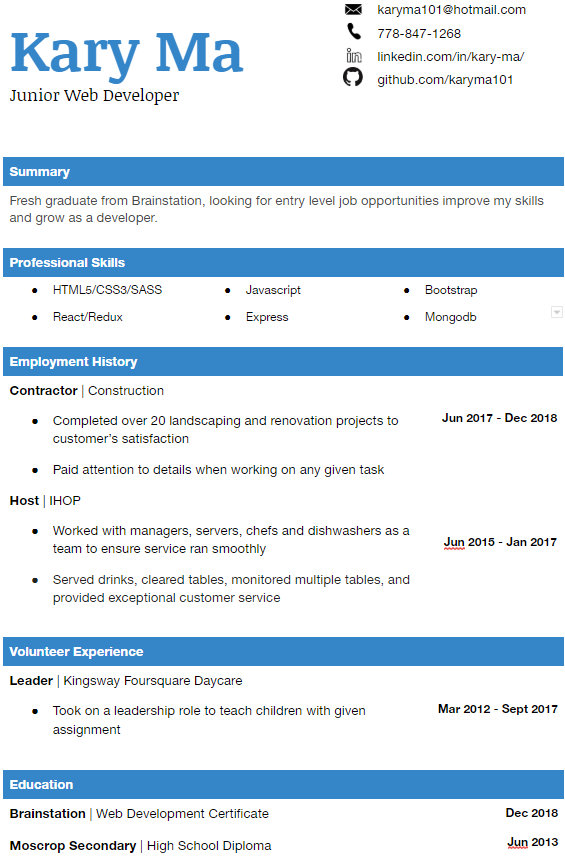 Kary Ma
Junior Web Developer
karyma101@hotmail.com
778-847-1268
linkedin.com/in/kary-ma/
github.com/karyma101
Summary
Fresh graduate from Brainstation, looking for entry level job opportunities improve my skills
and grow as a developer.
Professional Skills
● HTML5/CSS3/SASS ● Javascript ● Bootstrap
● React/Redux ● Express ● Mongodb
Employment History
Contractor | Construction
● Completed over 20 landscaping and renovation projects to
customer’s satisfaction
Jun 2017 - Dec 2018
● Paid attention to details when working on any given task
Host | IHOP
● Worked with managers, servers, chefs and dishwashers as a
team to ensure service ran smoothly
Jun 2015 - Jan 2017
● Served drinks, cleared tables, monitored multiple tables, and
provided exceptional customer service
Volunteer Experience
Leader | Kingsway Foursquare Daycare
● Took on a leadership role to teach children with given
assignment
Mar 2012 - Sept 2017
Education
Brainstation | Web Development Certificate Dec 2018
Moscrop Secondary | High School Diploma Jun 2013